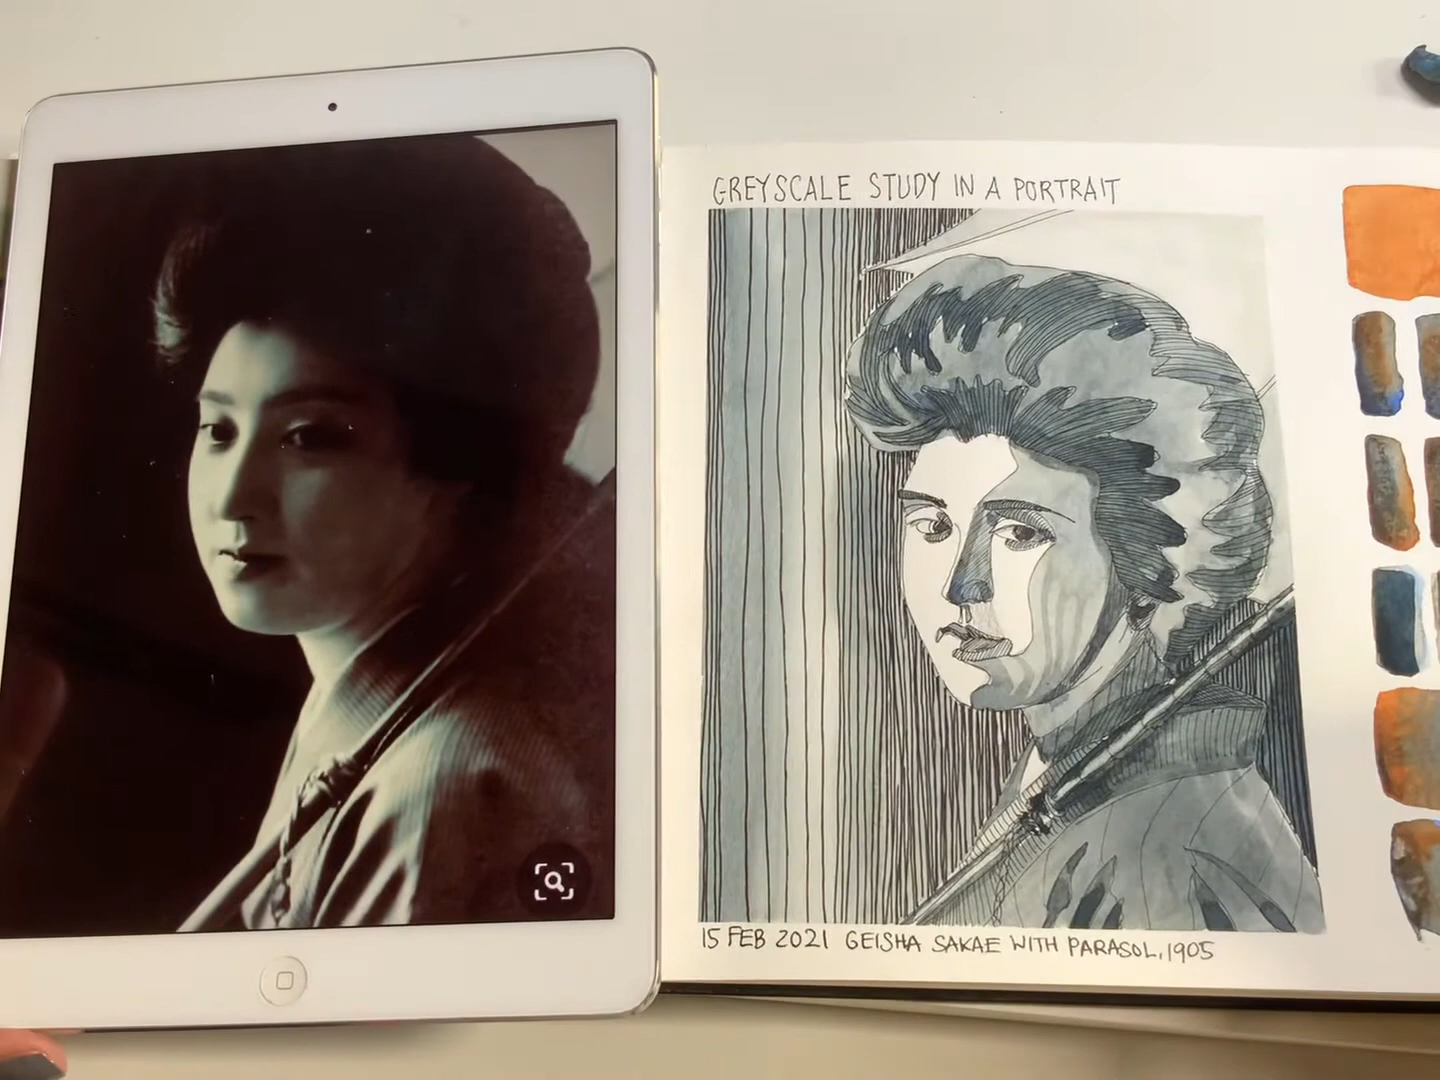 GREYSCALE STUDY IN A PORTRAIT
15 FEB 2021 GEISHA SAKAE WITH PARASOL, 1905